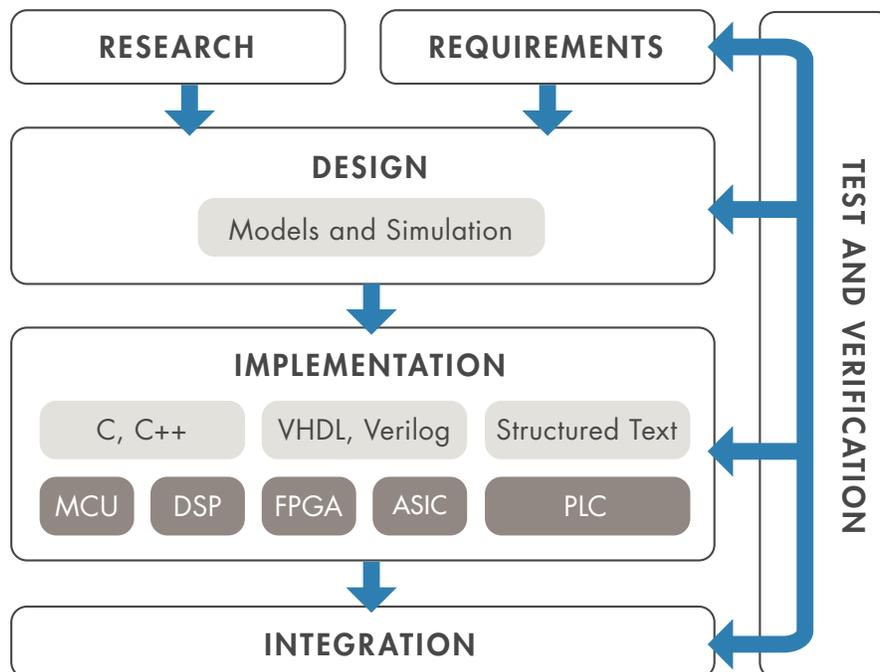 RESEARCH
REQUIREMENTS
DESIGN
Models and Simulation
IMPLEMENTATION
C, C++
VHDL, Verilog
Structured Text
MCU
DSP
FPGA
ASIC
PLC
INTEGRATION
TEST AND VERIFICATION